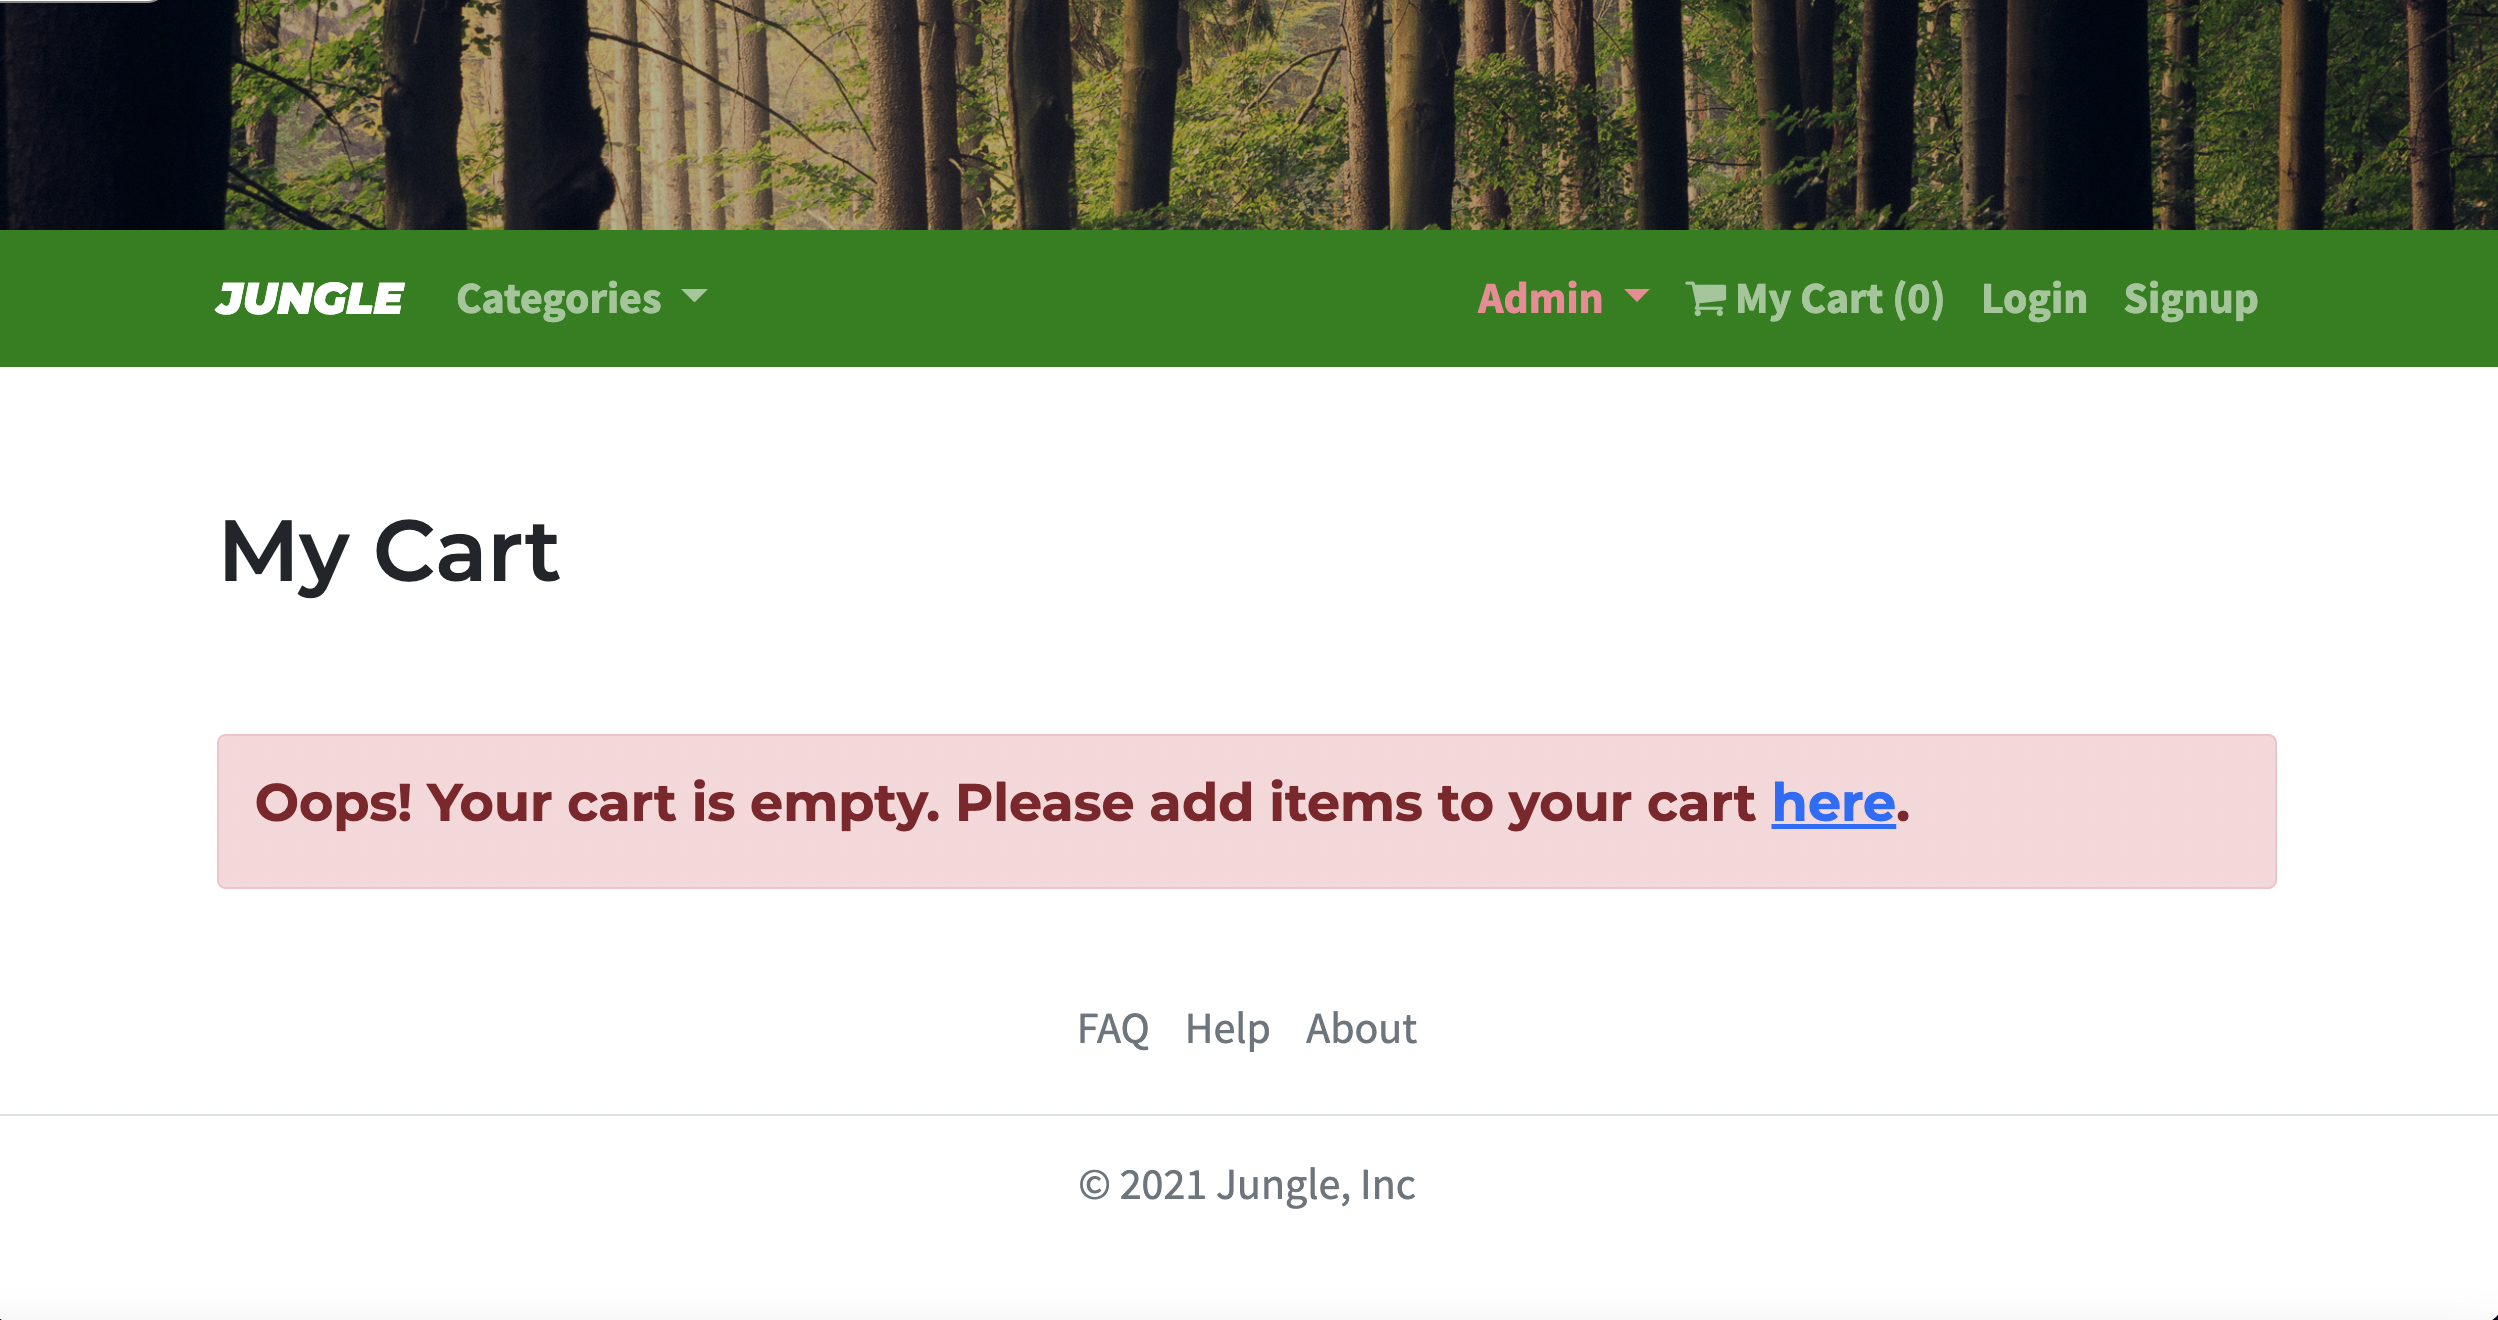 JUNGLE Categories Admin My Cart (0) Login Signup
My Cart
Oops! Your cart is empty. Please add items to your cart here.
FAQ Help About
© 2021 Jungle, Inc